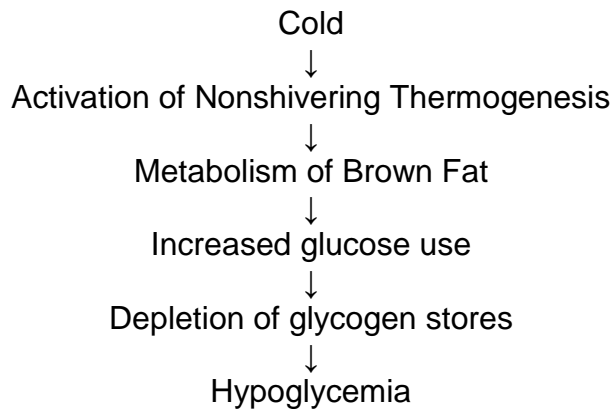 Cold
↓
Activation of Nonshivering Thermogenesis
↓
Metabolism of Brown Fat
↓
Increased glucose use
↓
Depletion of glycogen stores
↓
Hypoglycemia